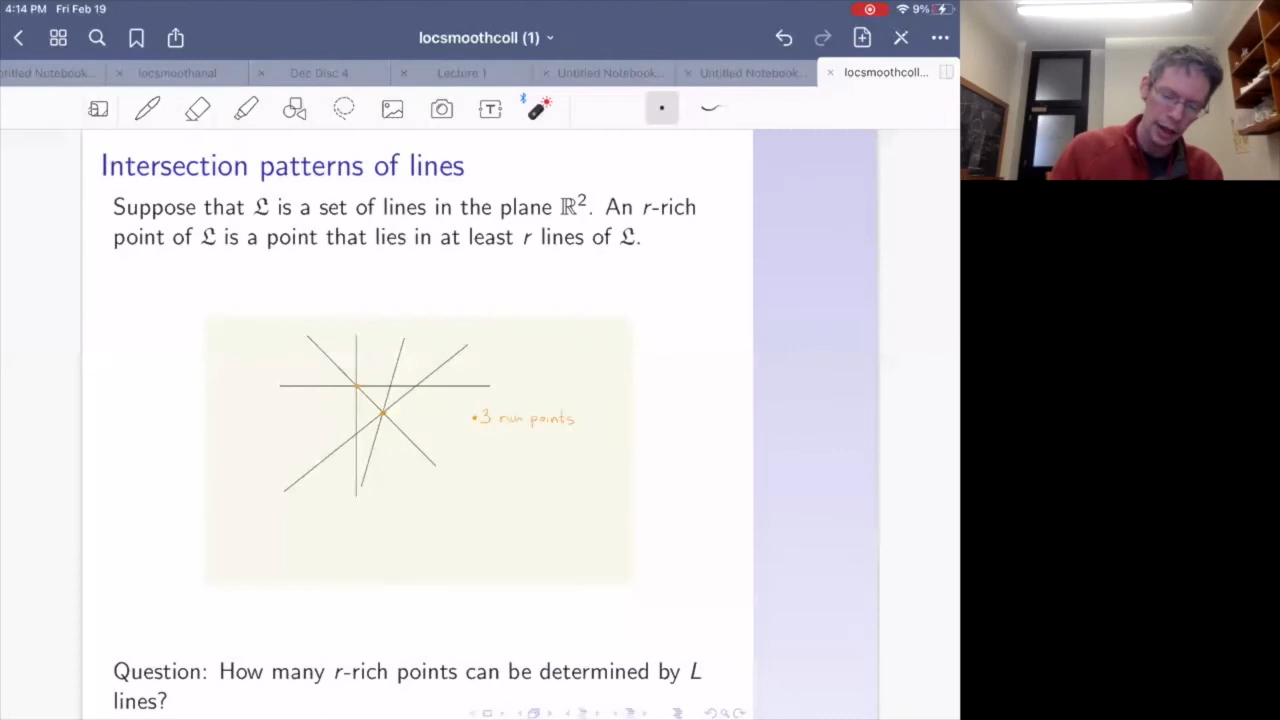 4:14 PM Fri Feb 19
9%
locsmoothcoll (1)
titled Notebook...
locsmoothanal
Dec Disc 4
Lecture 1
Untitled Notebook...
Untitled Notebook...
locsmoothcoll...
Intersection patterns of lines
Suppose that 𝔏 is a set of lines in the plane ℝ². An r-rich
point of 𝔏 is a point that lies in at least r lines of 𝔏.
• 3 points
Question: How many r-rich points can be determined by L
lines?